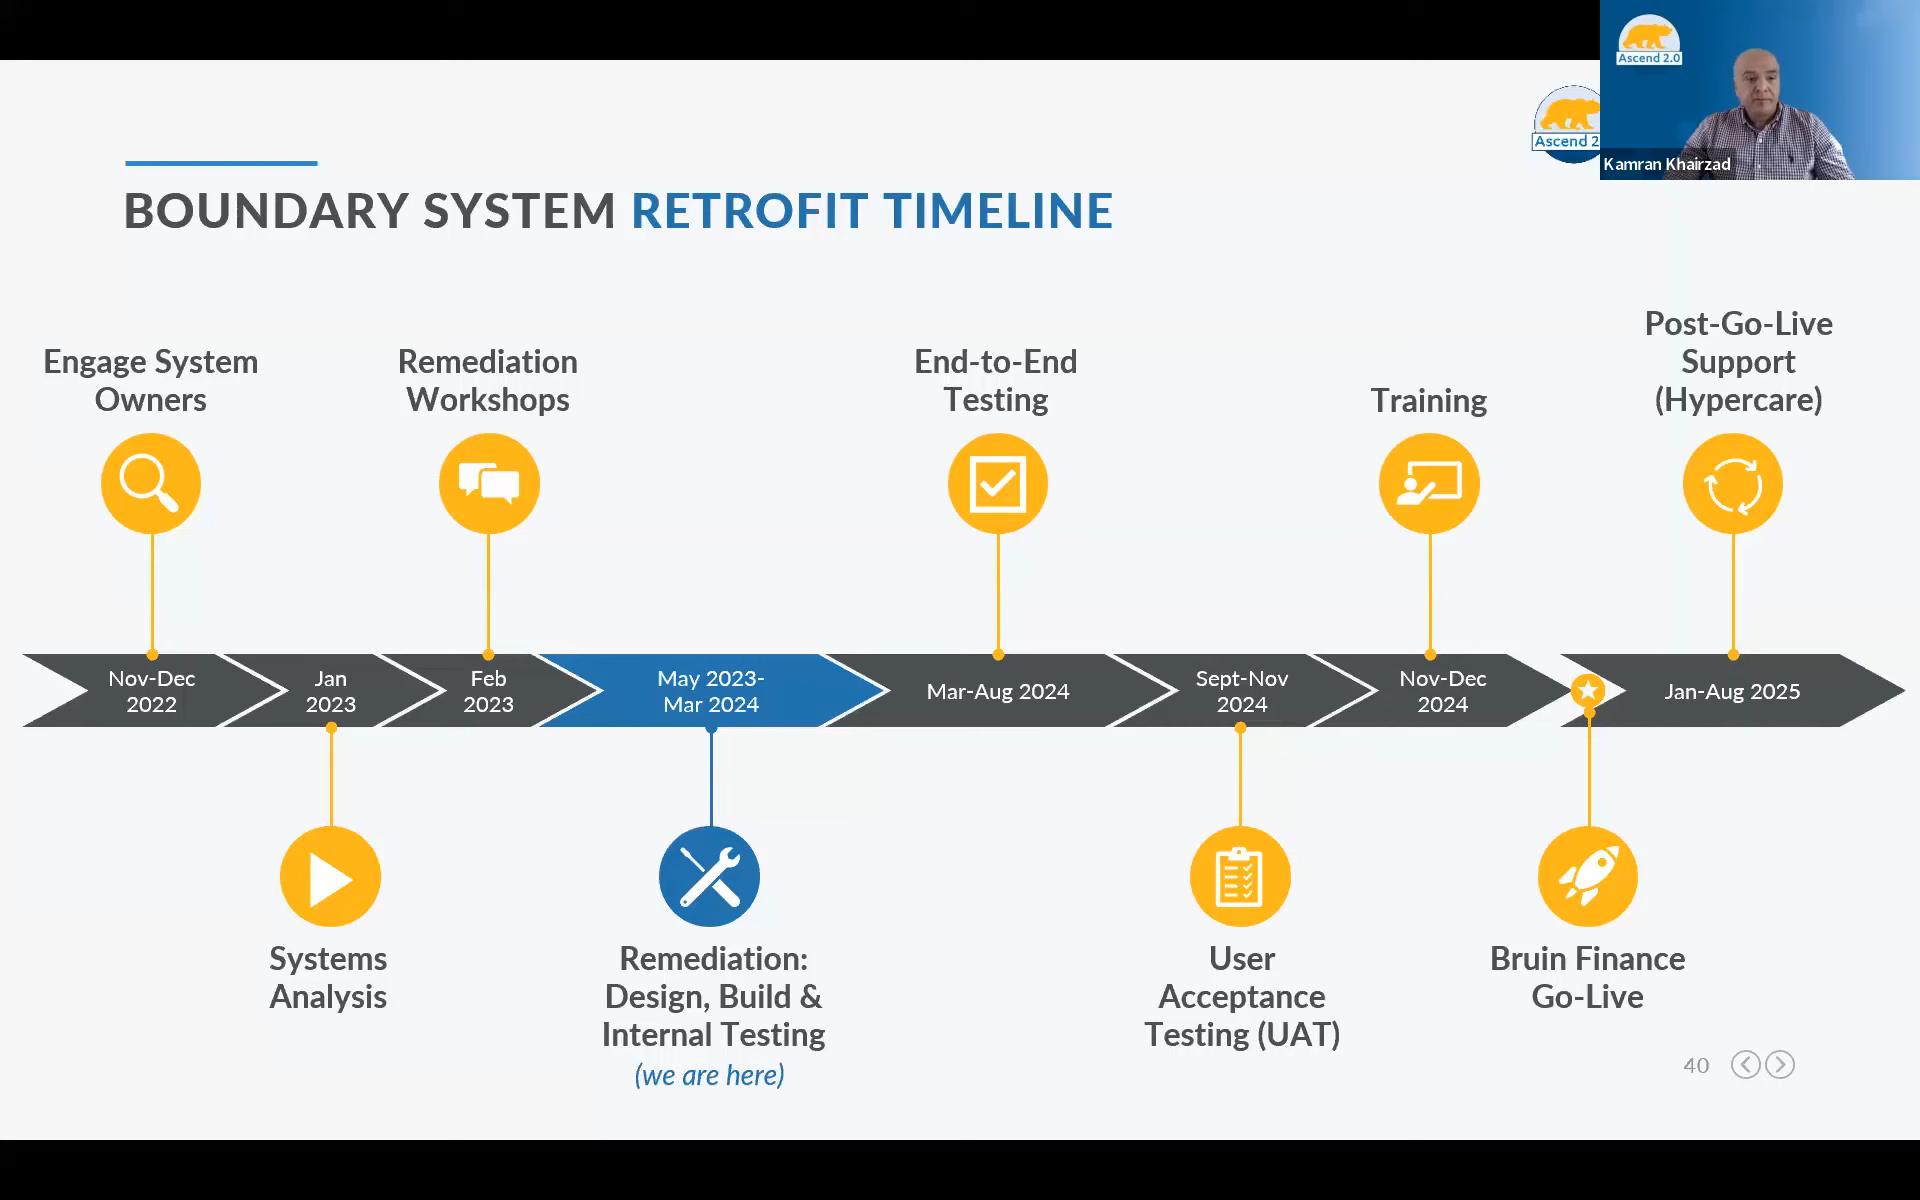 Ascend 2.0
Ascend 2
Kamran Khairzad
BOUNDARY SYSTEM RETROFIT TIMELINE
Engage System
Owners
Remediation
Workshops
End-to-End
Testing
Training
Post-Go-Live
Support
(Hypercare)
Nov-Dec
2022
Jan
2023
Feb
2023
May 2023-
Mar 2024
Mar-Aug 2024
Sept-Nov
2024
Nov-Dec
2024
Jan-Aug 2025
Systems
Analysis
Remediation:
Design, Build &
Internal Testing
(we are here)
User
Acceptance
Testing (UAT)
Bruin Finance
Go-Live
40